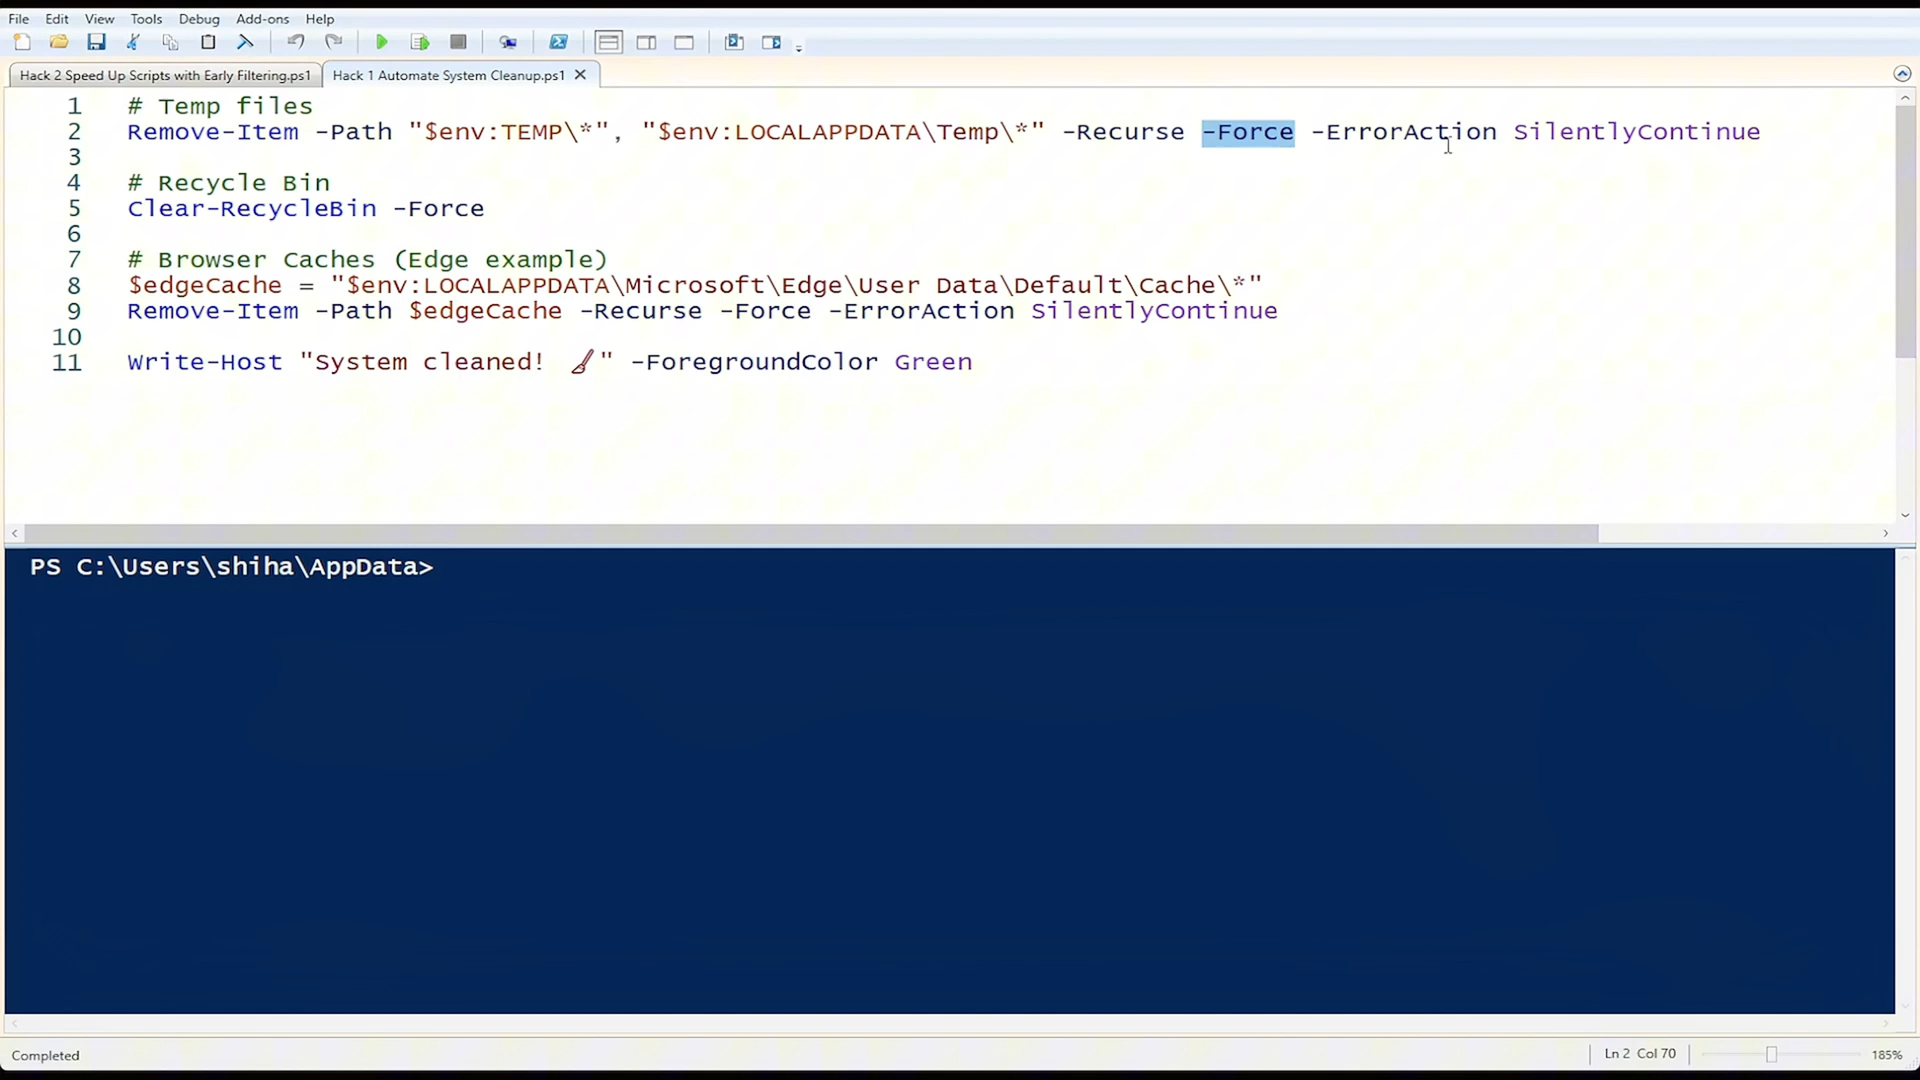 File Edit View Tools Debug Add-ons Help
Hack 2 Speed Up Scripts with Early Filtering.ps1 Hack 1 Automate System Cleanup.ps1
1 # Temp files
2 Remove-Item -Path "$env:TEMP\*", "$env:LOCALAPPDATA\Temp\*" -Recurse -Force -ErrorAction SilentlyContinue
3
4 # Recycle Bin
5 Clear-RecycleBin -Force
6
7 # Browser Caches (Edge example)
8 $edgeCache = "$env:LOCALAPPDATA\Microsoft\Edge\User Data\Default\Cache\*"
9 Remove-Item -Path $edgeCache -Recurse -Force -ErrorAction SilentlyContinue
10
11 Write-Host "System cleaned! 🧹" -ForegroundColor Green
PS C:\Users\shiha\AppData>
Completed Ln 2 Col 70 185%